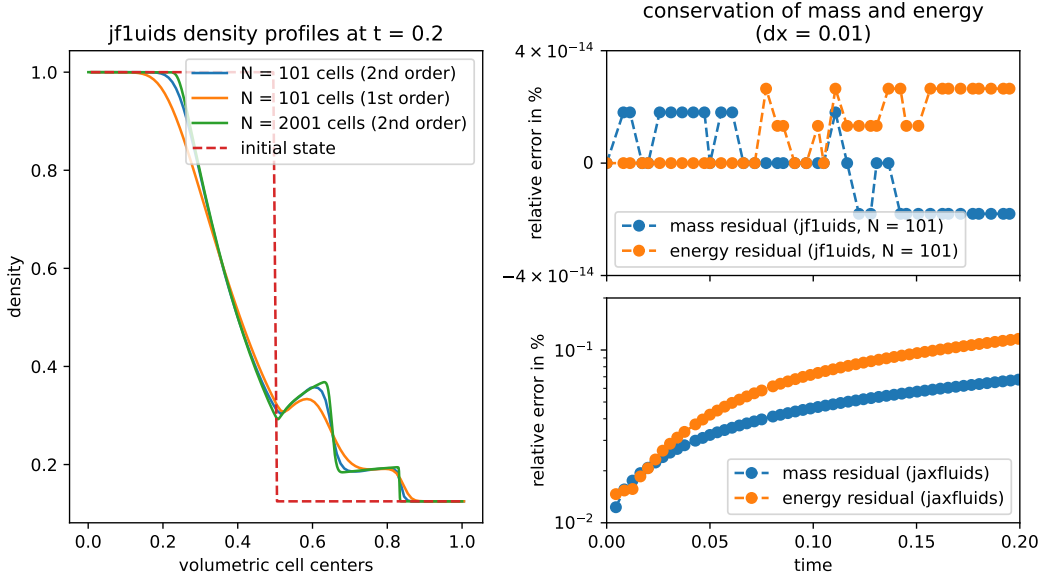 jf1uids density profiles at t = 0.2
1.0
0.8
0.6
0.4
0.2
density
N = 101 cells (2nd order)
N = 101 cells (1st order)
N = 2001 cells (2nd order)
initial state
0.0 0.2 0.4 0.6 0.8 1.0
volumetric cell centers
conservation of mass and energy
(dx = 0.01)
4 × 10⁻¹⁴
0
−4 × 10⁻¹⁴
relative error in %
mass residual (jf1uids, N = 101)
energy residual (jf1uids, N = 101)
10⁻¹
10⁻²
relative error in %
mass residual (jaxfluids)
energy residual (jaxfluids)
0.00 0.05 0.10 0.15 0.20
time